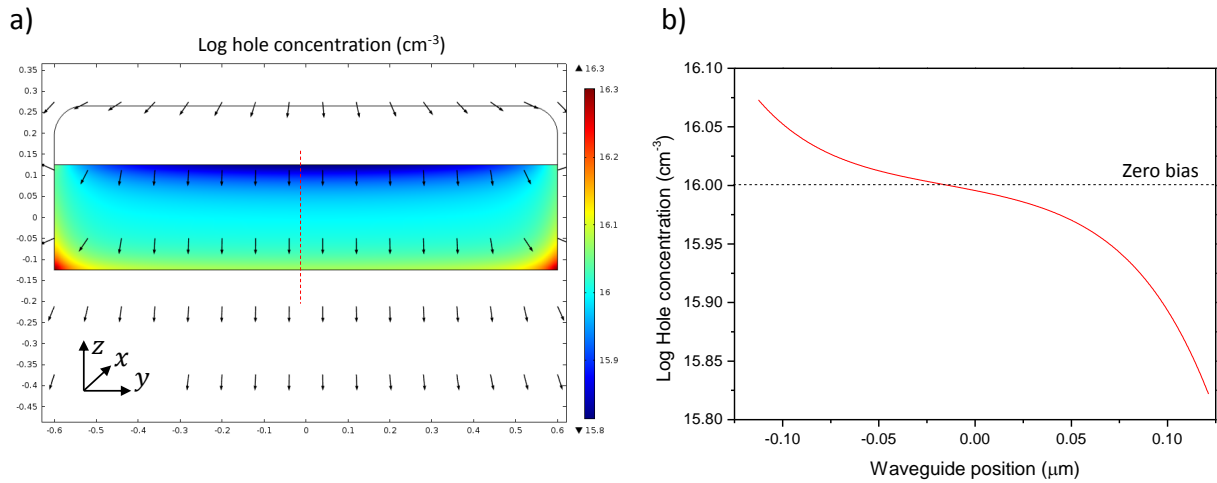 a)
Log hole concentration (cm⁻³)
0.35
0.3
0.25
0.2
0.15
0.1
0.05
0
-0.05
-0.1
-0.15
-0.2
-0.25
-0.3
-0.35
-0.4
-0.45
z
x
y
-0.6 -0.5 -0.4 -0.3 -0.2 -0.1 0 0.1 0.2 0.3 0.4 0.5 0.6
▲ 16.3
16.3
16.2
16.1
16
15.9
▼ 15.8
b)
Log Hole concentration (cm⁻³)
16.10
16.05
16.00
15.95
15.90
15.85
15.80
Zero bias
-0.10 -0.05 0.00 0.05 0.10
Waveguide position (μm)